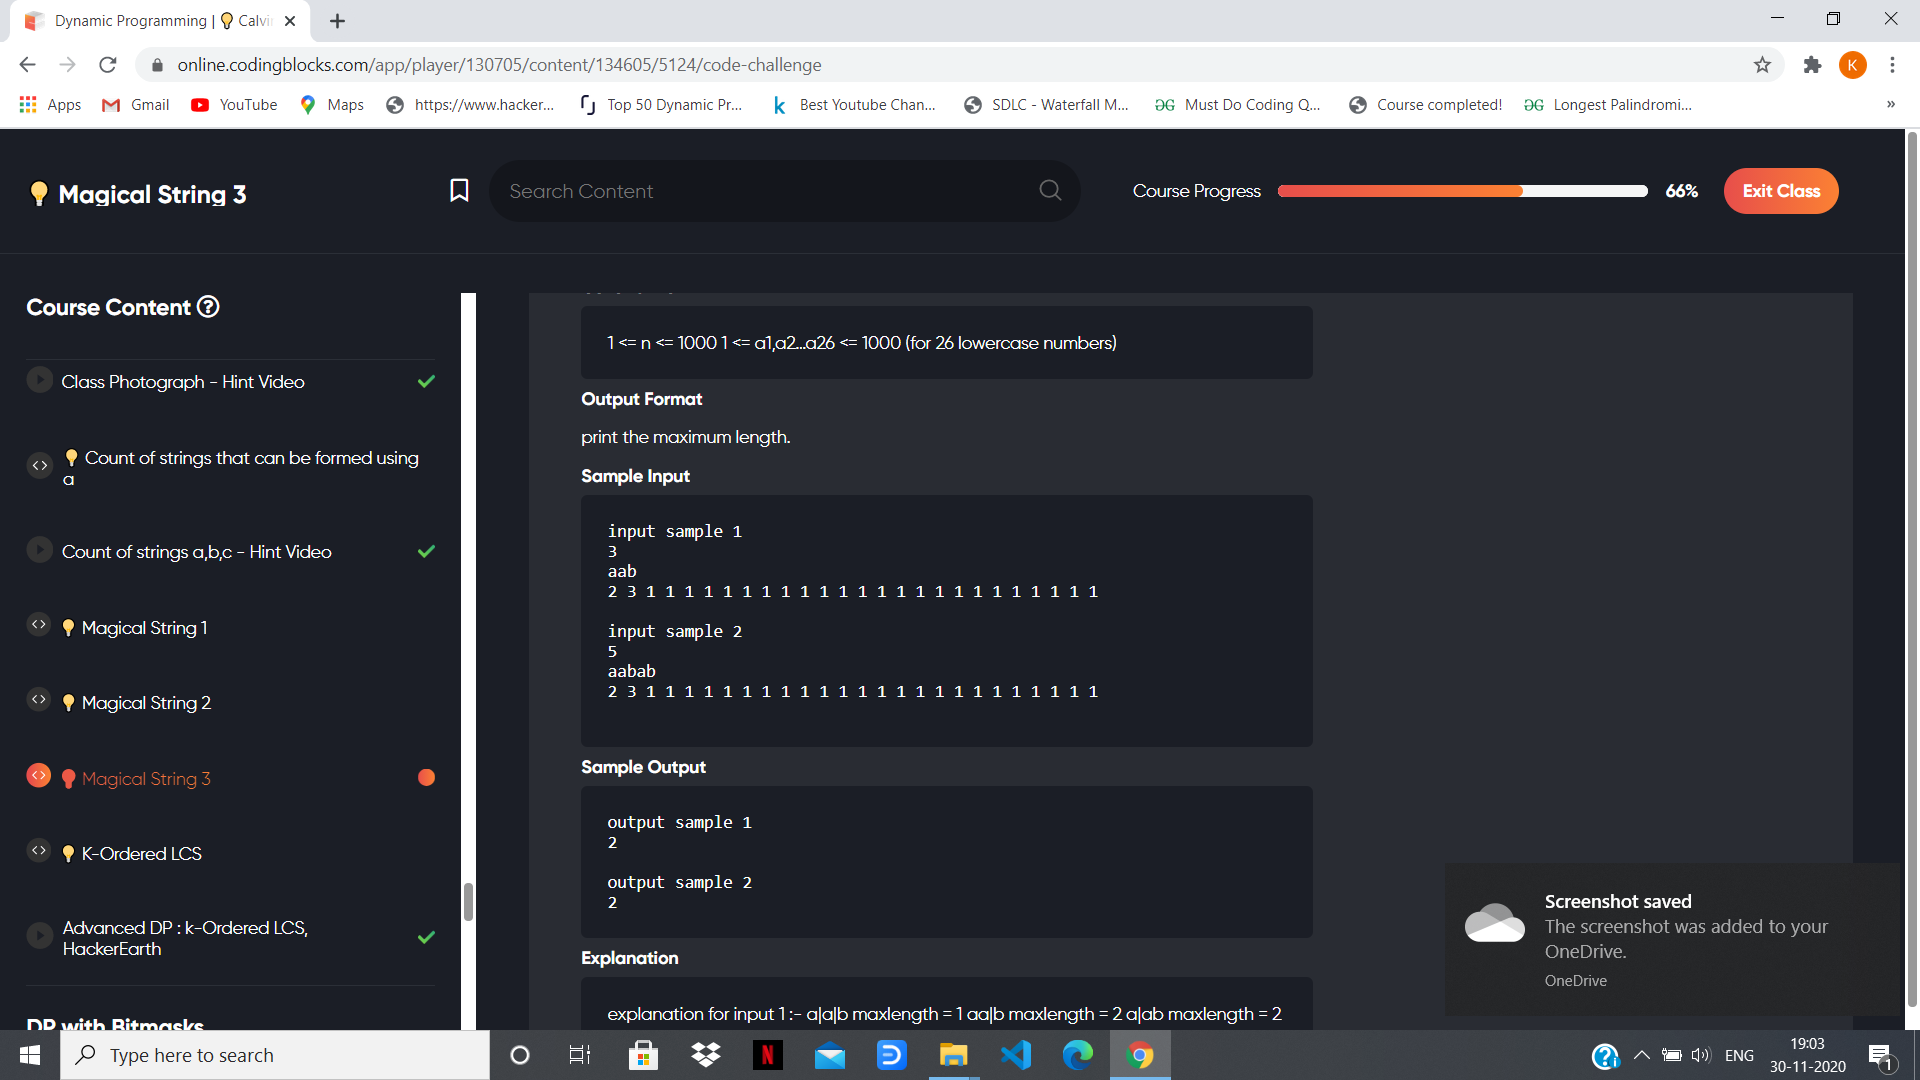 Dynamic Programming | Calvi
online.codingblocks.com/app/player/130705/content/134605/5124/code-challenge
K
Apps Gmail YouTube Maps https://www.hacker... Top 50 Dynamic Pr... Best Youtube Chan... SDLC - Waterfall M... Must Do Coding Q... Course completed! Longest Palindromi... »
Magical String 3
Search Content
Course Progress 66% Exit Class
Course Content
Class Photograph - Hint Video
Count of strings that can be formed using
a
Count of strings a,b,c - Hint Video
Magical String 1
Magical String 2
Magical String 3
K-Ordered LCS
Advanced DP : k-Ordered LCS,
HackerEarth
DP with Bitmasks
1 <= n <= 1000 1 <= a1,a2...a26 <= 1000 (for 26 lowercase numbers)
Output Format
print the maximum length.
Sample Input
input sample 1
3
aab
2 3 1 1 1 1 1 1 1 1 1 1 1 1 1 1 1 1 1 1 1 1 1 1 1 1
input sample 2
5
aabab
2 3 1 1 1 1 1 1 1 1 1 1 1 1 1 1 1 1 1 1 1 1 1 1 1 1
Sample Output
output sample 1
2
output sample 2
2
Explanation
explanation for input 1 :- a|a|b maxlength = 1 aa|b maxlength = 2 a|ab maxlength = 2
Screenshot saved
The screenshot was added to your
OneDrive.
OneDrive
Type here to search
ENG
19:03
30-11-2020
1